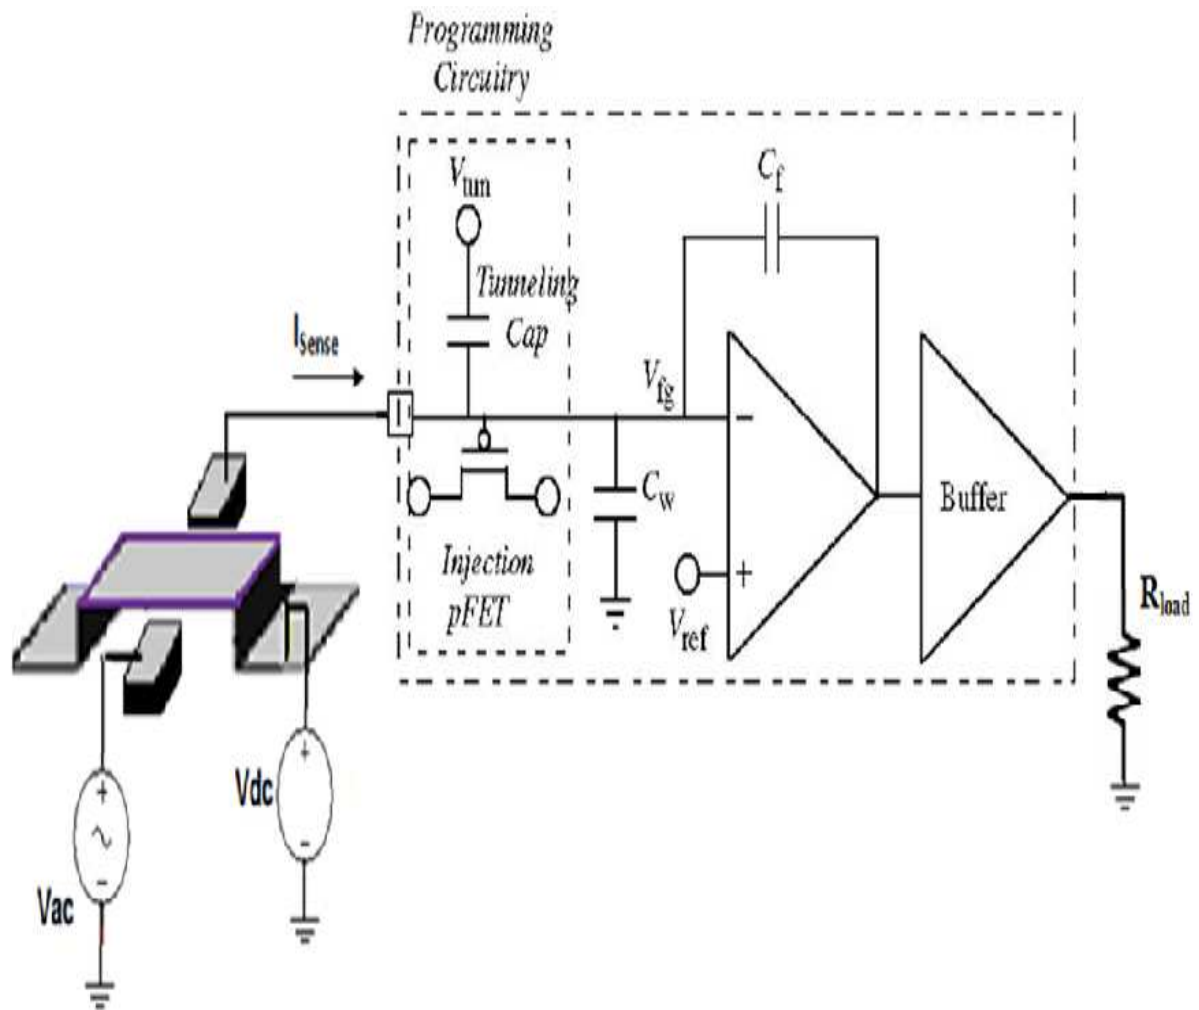 Programming
Circuitry
Vtun
Cf
Tunneling
Cap
ISense
Vfg
−
Cw
Buffer
Injection
pFET
+
Vref
Rload
+
Vdc
−
+
−
Vac